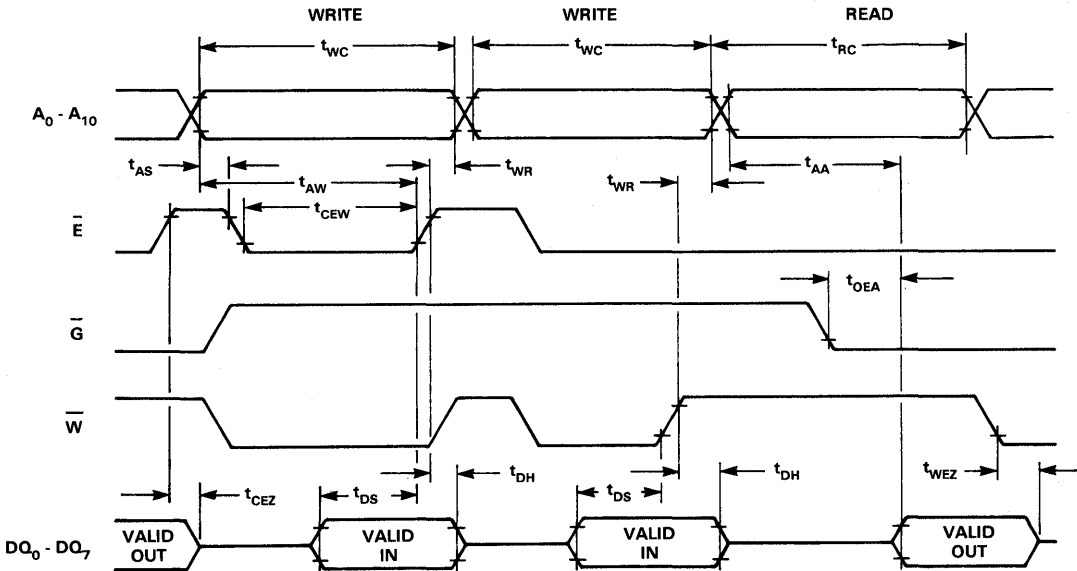 WRITE WRITE READ
tWC tWC tRC
A0 - A10
tAS tWR tAA
tAW tWR
tCEW
E̅
tOEA
G̅
W̅
tDH tDH tWEZ
tCEZ tDS tDS
DQ0 - DQ7 VALID OUT VALID IN VALID IN VALID OUT